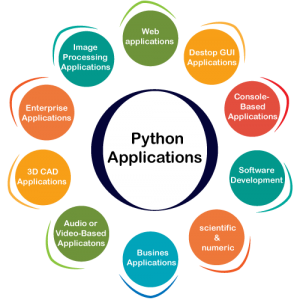 Python
Applications
Web
applications
Destop GUI
Applications
Console-
Based
Applications
Software
Development
scientific
&
numeric
Busines
Applications
Audio or
Video-Based
Applicatons
3D CAD
Applications
Enterprise
Applications
Image
Processing
Applications